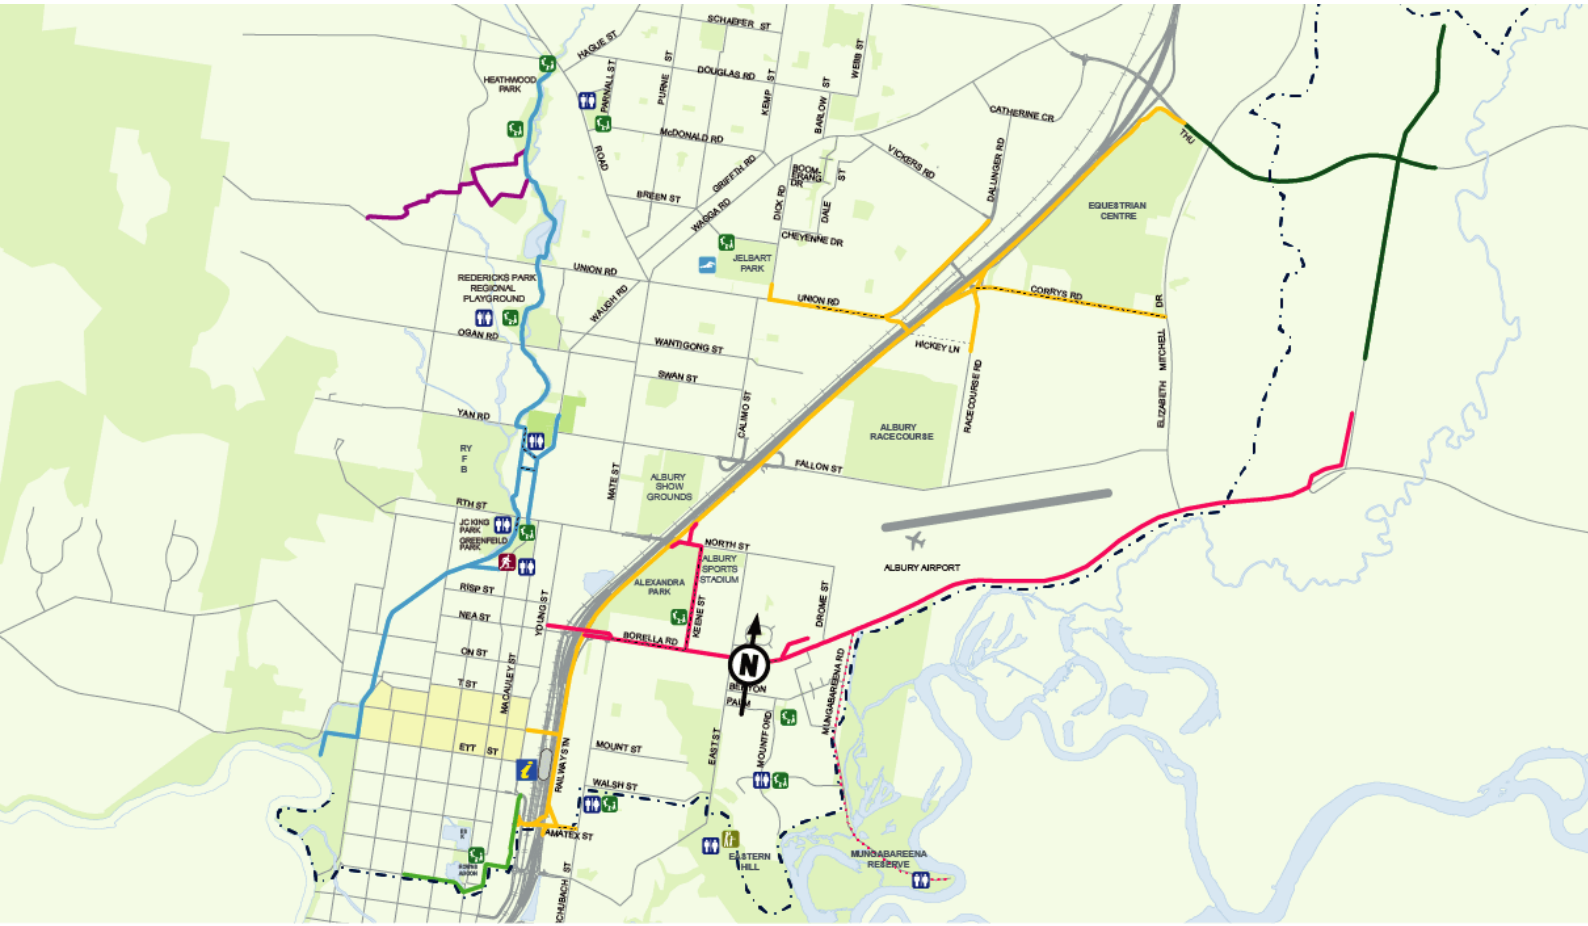 SCHAEFER ST
HAGUE ST
WEBB ST
DOUGLAS RD
PURNE ST
PARNALL ST
KEMP ST
BARLOW ST
HEATHWOOD
PARK
CATHERINE CR
McDONALD RD
THU
ROAD
VICKERS RD
DALLINGER RD
GRIFFITH RD
BOOM-
ERANG
DR
BREEN ST
WAGGA RD
DICK RD
DALE ST
EQUESTRIAN
CENTRE
CHEYENNE DR
JELBART
PARK
UNION RD
REDERICKS PARK
REGIONAL
PLAYGROUND
WAUGH RD
UNION RD
CORRYS RD
OGAN RD
WANTIGONG ST
HICKEY LN
ELIZABETH MITCHELL DR
SWAN ST
RACECOURSE RD
YAN RD
CALIMO ST
ALBURY
RACECOURSE
RY
F
B
FALLON ST
MATE ST
ALBURY
SHOW
GROUNDS
RTH ST
JC KING
PARK
GREENFEILD
PARK
NORTH ST
ALBURY
SPORTS
STADIUM
ALBURY AIRPORT
RISP ST
ALEXANDRA
PARK
DROME ST
NEA ST
YOUNG ST
KEENE ST
BORELLA RD
N
ON ST
MACAULEY ST
T ST
MUNGABAREENA RD
PALM
MOUNTFORD
EAST ST
ETT ST
MOUNT ST
i
RAILWAY STN
WALSH ST
AMATEX ST
EASTERN
HILL
MUNGABAREENA
RESERVE
CHUBACH ST